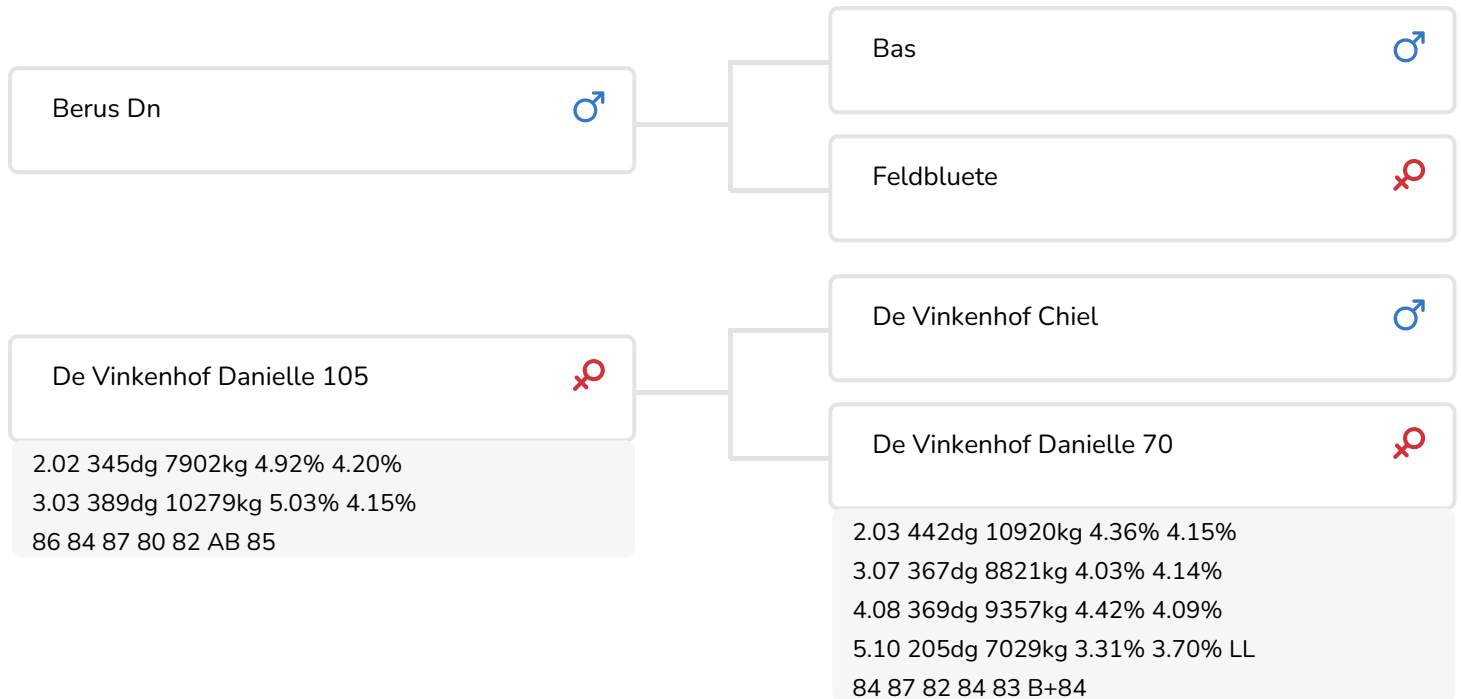 Berus Dn
Bas
Feldbluete
De Vinkenhof Danielle 105
2.02 345dg 7902kg 4.92% 4.20%
3.03 389dg 10279kg 5.03% 4.15%
86 84 87 80 82 AB 85
De Vinkenhof Chiel
De Vinkenhof Danielle 70
2.03 442dg 10920kg 4.36% 4.15%
3.07 367dg 8821kg 4.03% 4.14%
4.08 369dg 9357kg 4.42% 4.09%
5.10 205dg 7029kg 3.31% 3.70% LL
84 87 82 84 83 B+84